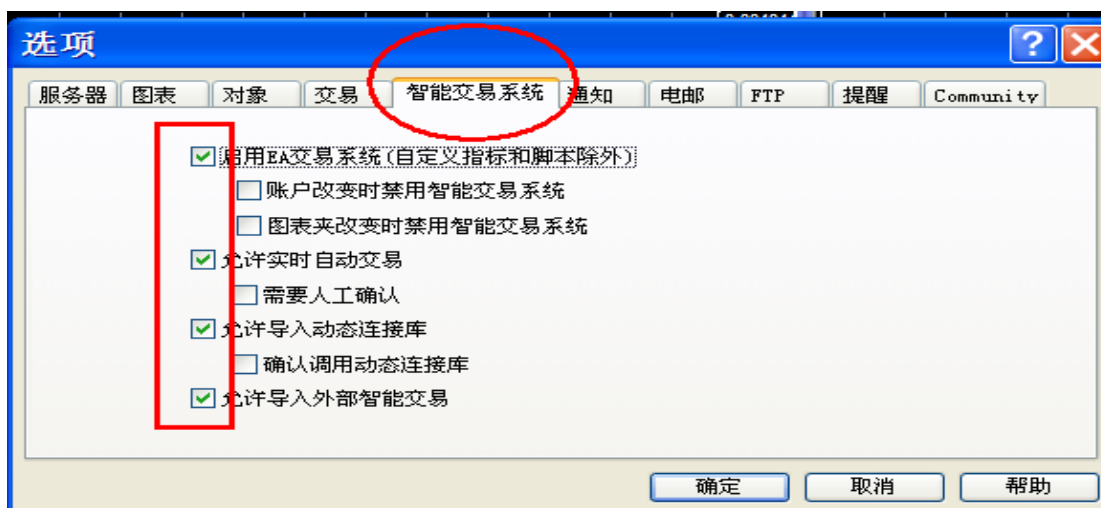 选项
服务器 图表 对象 交易 智能交易系统 通知 电邮 FTP 提醒 Community
启用EA交易系统(自定义指标和脚本除外)
账户改变时禁用智能交易系统
图表夹改变时禁用智能交易系统
允许实时自动交易
需要人工确认
允许导入动态连接库
确认调用动态连接库
允许导入外部智能交易
确定 取消 帮助